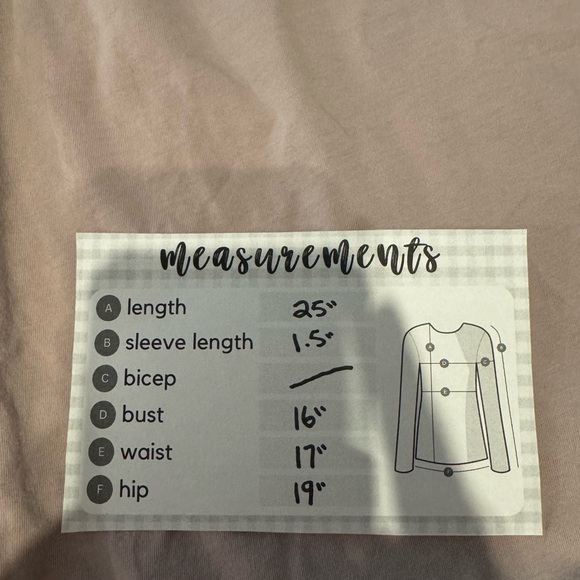 measurements
A length 25"
B sleeve length 1.5"
C bicep
D bust 16"
E waist 17"
F hip 19"
B
D C
E
F